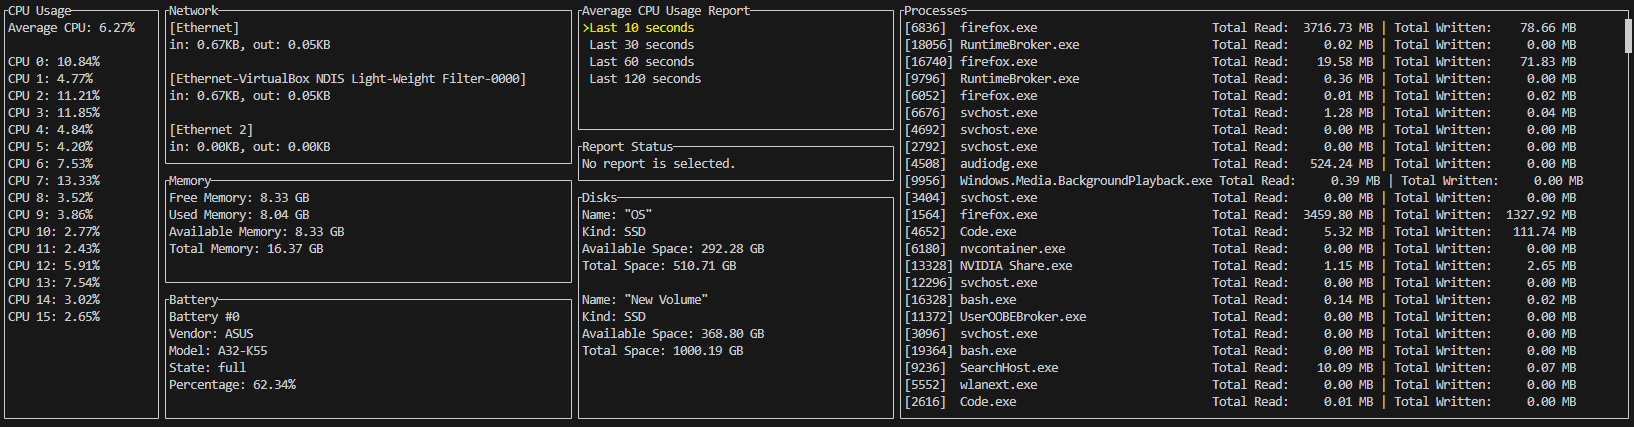 CPU Usage
Average CPU: 6.27%
CPU 0: 10.84%
CPU 1: 4.77%
CPU 2: 11.21%
CPU 3: 11.85%
CPU 4: 4.84%
CPU 5: 4.20%
CPU 6: 7.53%
CPU 7: 13.33%
CPU 8: 3.52%
CPU 9: 3.86%
CPU 10: 2.77%
CPU 11: 2.43%
CPU 12: 5.91%
CPU 13: 7.54%
CPU 14: 3.02%
CPU 15: 2.65%
Network
[Ethernet]
in: 0.67KB, out: 0.05KB
[Ethernet-VirtualBox NDIS Light-Weight Filter-0000]
in: 0.67KB, out: 0.05KB
[Ethernet 2]
in: 0.00KB, out: 0.00KB
Memory
Free Memory: 8.33 GB
Used Memory: 8.04 GB
Available Memory: 8.33 GB
Total Memory: 16.37 GB
Battery
Battery #0
Vendor: ASUS
Model: A32-K55
State: full
Percentage: 62.34%
Average CPU Usage Report
>Last 10 seconds
Last 30 seconds
Last 60 seconds
Last 120 seconds
Report Status
No report is selected.
Disks
Name: "OS"
Kind: SSD
Available Space: 292.28 GB
Total Space: 510.71 GB
Name: "New Volume"
Kind: SSD
Available Space: 368.80 GB
Total Space: 1000.19 GB
Processes
[6836] firefox.exe Total Read: 3716.73 MB | Total Written: 78.66 MB
[18056] RuntimeBroker.exe Total Read: 0.02 MB | Total Written: 0.00 MB
[16740] firefox.exe Total Read: 19.58 MB | Total Written: 71.83 MB
[9796] RuntimeBroker.exe Total Read: 0.36 MB | Total Written: 0.00 MB
[6052] firefox.exe Total Read: 0.01 MB | Total Written: 0.02 MB
[6676] svchost.exe Total Read: 1.28 MB | Total Written: 0.04 MB
[4692] svchost.exe Total Read: 0.00 MB | Total Written: 0.00 MB
[2792] svchost.exe Total Read: 0.00 MB | Total Written: 0.00 MB
[4508] audiodg.exe Total Read: 524.24 MB | Total Written: 0.00 MB
[9956] Windows.Media.BackgroundPlayback.exe Total Read: 0.39 MB | Total Written: 0.00 MB
[3404] svchost.exe Total Read: 0.00 MB | Total Written: 0.00 MB
[1564] firefox.exe Total Read: 3459.80 MB | Total Written: 1327.92 MB
[4652] Code.exe Total Read: 5.32 MB | Total Written: 111.74 MB
[6180] nvcontainer.exe Total Read: 0.00 MB | Total Written: 0.00 MB
[13328] NVIDIA Share.exe Total Read: 1.15 MB | Total Written: 2.65 MB
[12296] svchost.exe Total Read: 0.00 MB | Total Written: 0.00 MB
[16328] bash.exe Total Read: 0.14 MB | Total Written: 0.02 MB
[11372] UserOOBEBroker.exe Total Read: 0.00 MB | Total Written: 0.00 MB
[3096] svchost.exe Total Read: 0.00 MB | Total Written: 0.00 MB
[19364] bash.exe Total Read: 0.00 MB | Total Written: 0.00 MB
[9236] SearchHost.exe Total Read: 10.09 MB | Total Written: 0.07 MB
[5552] wlanext.exe Total Read: 0.00 MB | Total Written: 0.00 MB
[2616] Code.exe Total Read: 0.01 MB | Total Written: 0.00 MB